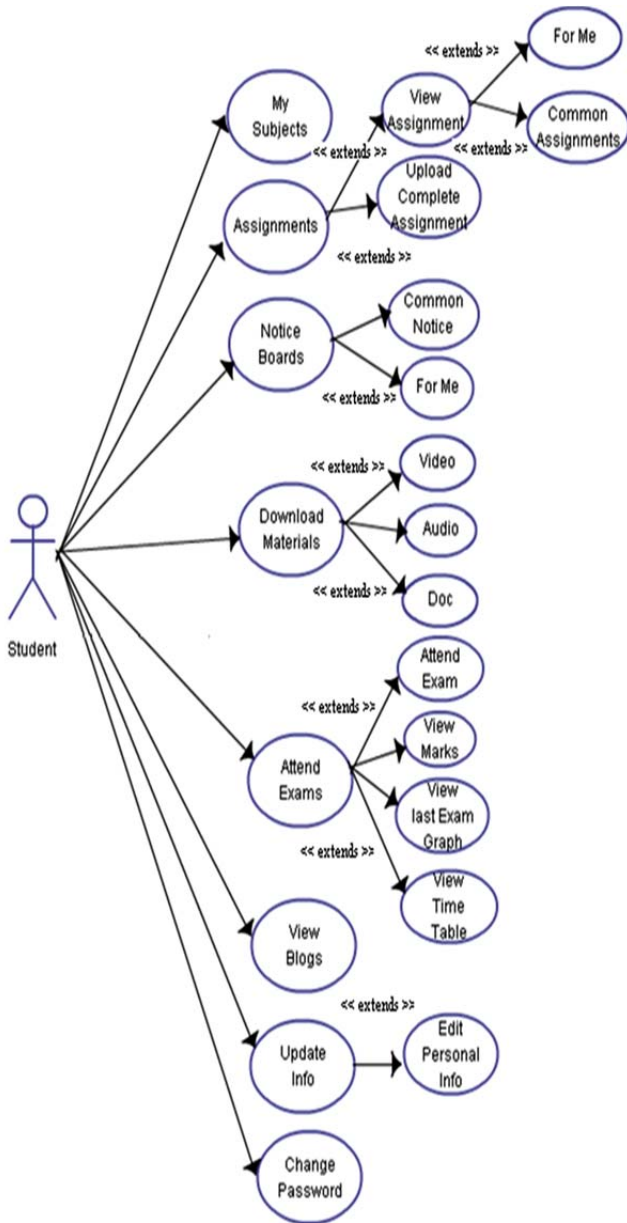 << extends >>
For Me
My
Subjects
View
Assignment
Common
Assignments
<< extends >>
<< extends >>
Assignments
Upload
Complete
Assignment
<< extends >>
Notice
Boards
Common
Notice
<< extends >>
For Me
Download
Materials
<< extends >>
Video
Audio
<< extends >>
Doc
Student
Attend
Exams
<< extends >>
Attend
Exam
View
Marks
View
last Exam
Graph
<< extends >>
View
Time
Table
View
Blogs
<< extends >>
Update
Info
Edit
Personal
Info
Change
Password